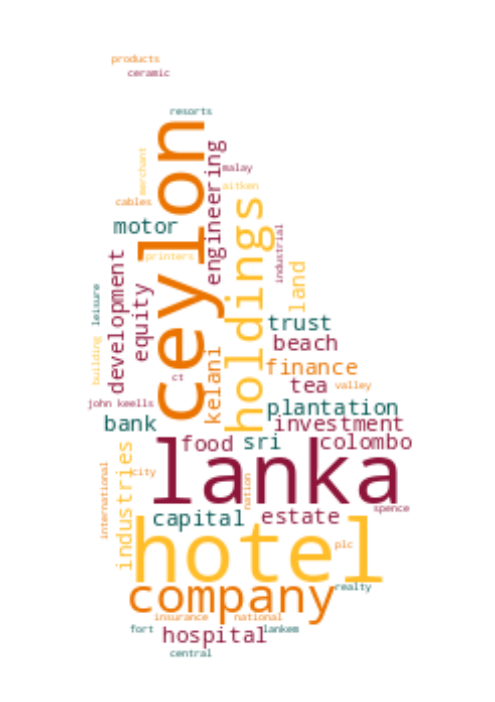 products
ceramic
resorts
ceylon
engineering
merchant
malay
aitken
cables
holdings
motor
industrial
printers
development
land
equity
leisure
trust
beach
building
kelani
finance
ct
tea
valley
john keells
plantation
bank
investment
lanka
food
sri
colombo
industries
international
city
nation
spence
capital
estate
hotel
plc
company
realty
insurance
national
fort
hospital
lankem
central